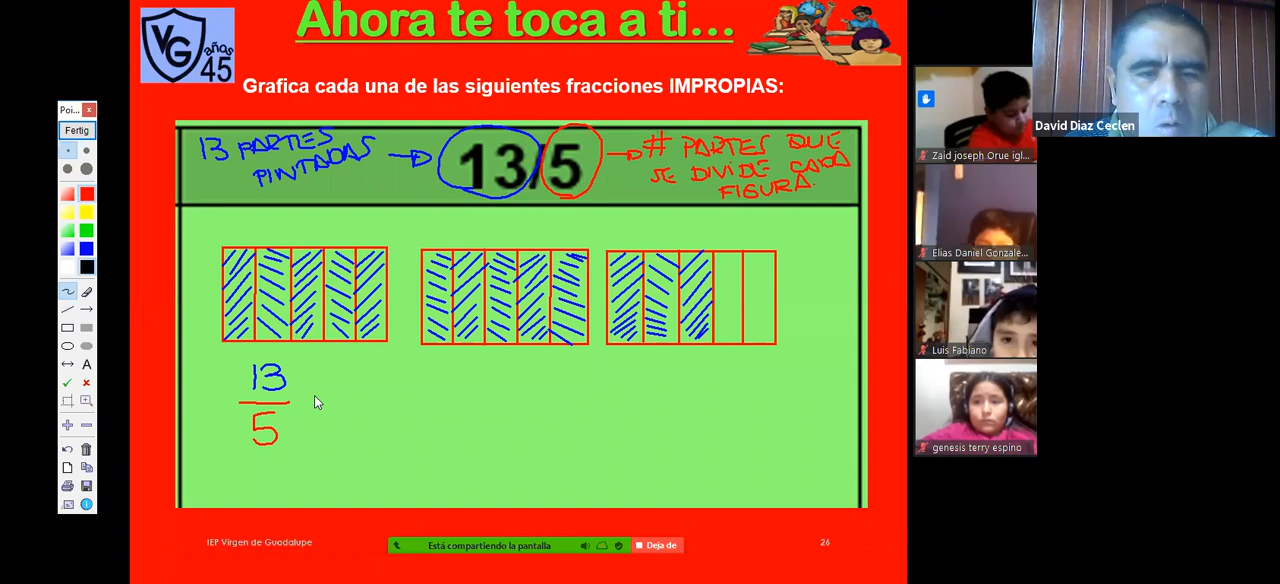 Ahora te toca a ti...
VG
años
45
Grafica cada una de las siguientes fracciones IMPROPIAS:
Poi... x
Fertig
13 PARTES
PINTADAS
13/5
# PARTES QUE
SE DIVIDE CADA
FIGURA.
13
5
A
IEP Virgen de Guadalupe
Está compartiendo la pantalla
Deja de
26
David Diaz Ceclen
Zaid joseph Orue igl...
Elias Daniel Gonzale...
Luis Fabiano
genesis terry espino